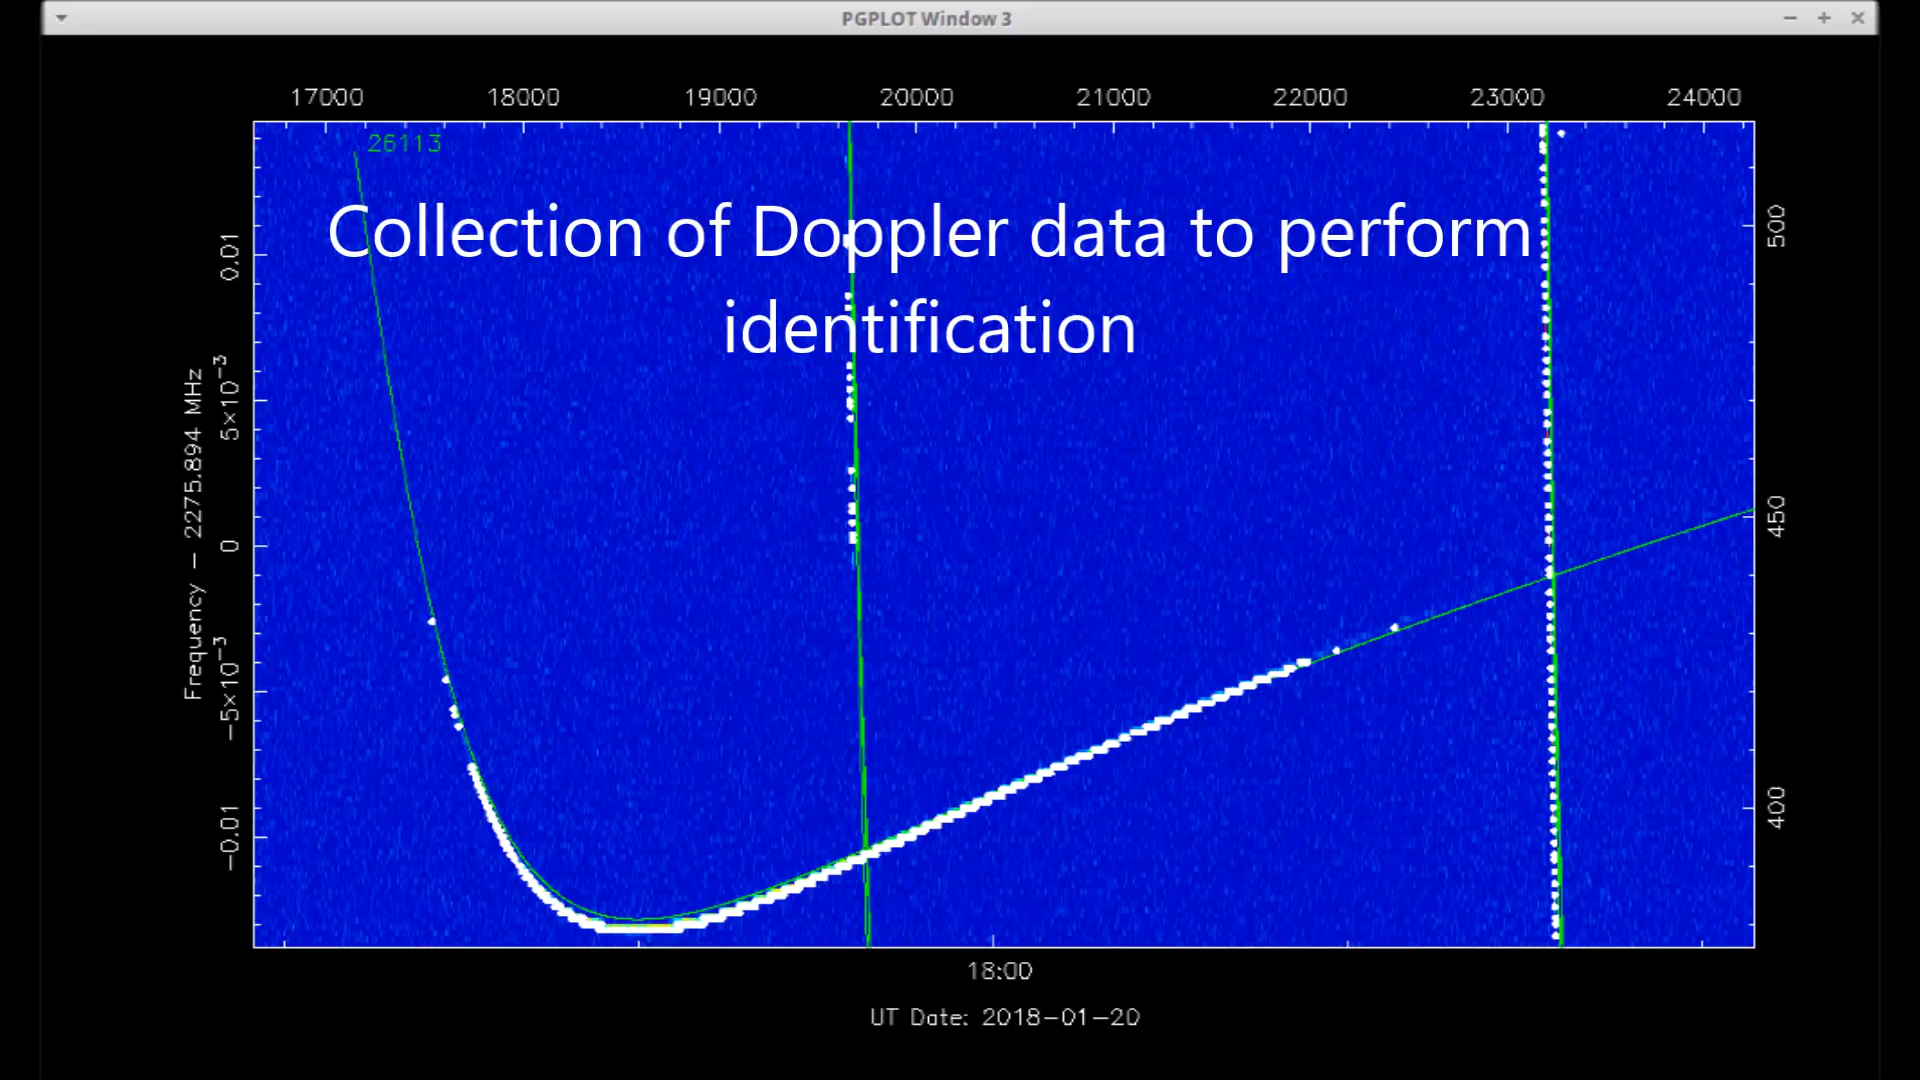 PGPLOT Window 3
17000 18000 19000 20000 21000 22000 23000 24000
26113
Collection of Doppler data to perform
identification
Frequency − 2275.894 MHz
0.01
5×10⁻³
0
−5×10⁻³
−0.01
500
450
400
18:00
UT Date: 2018−01−20